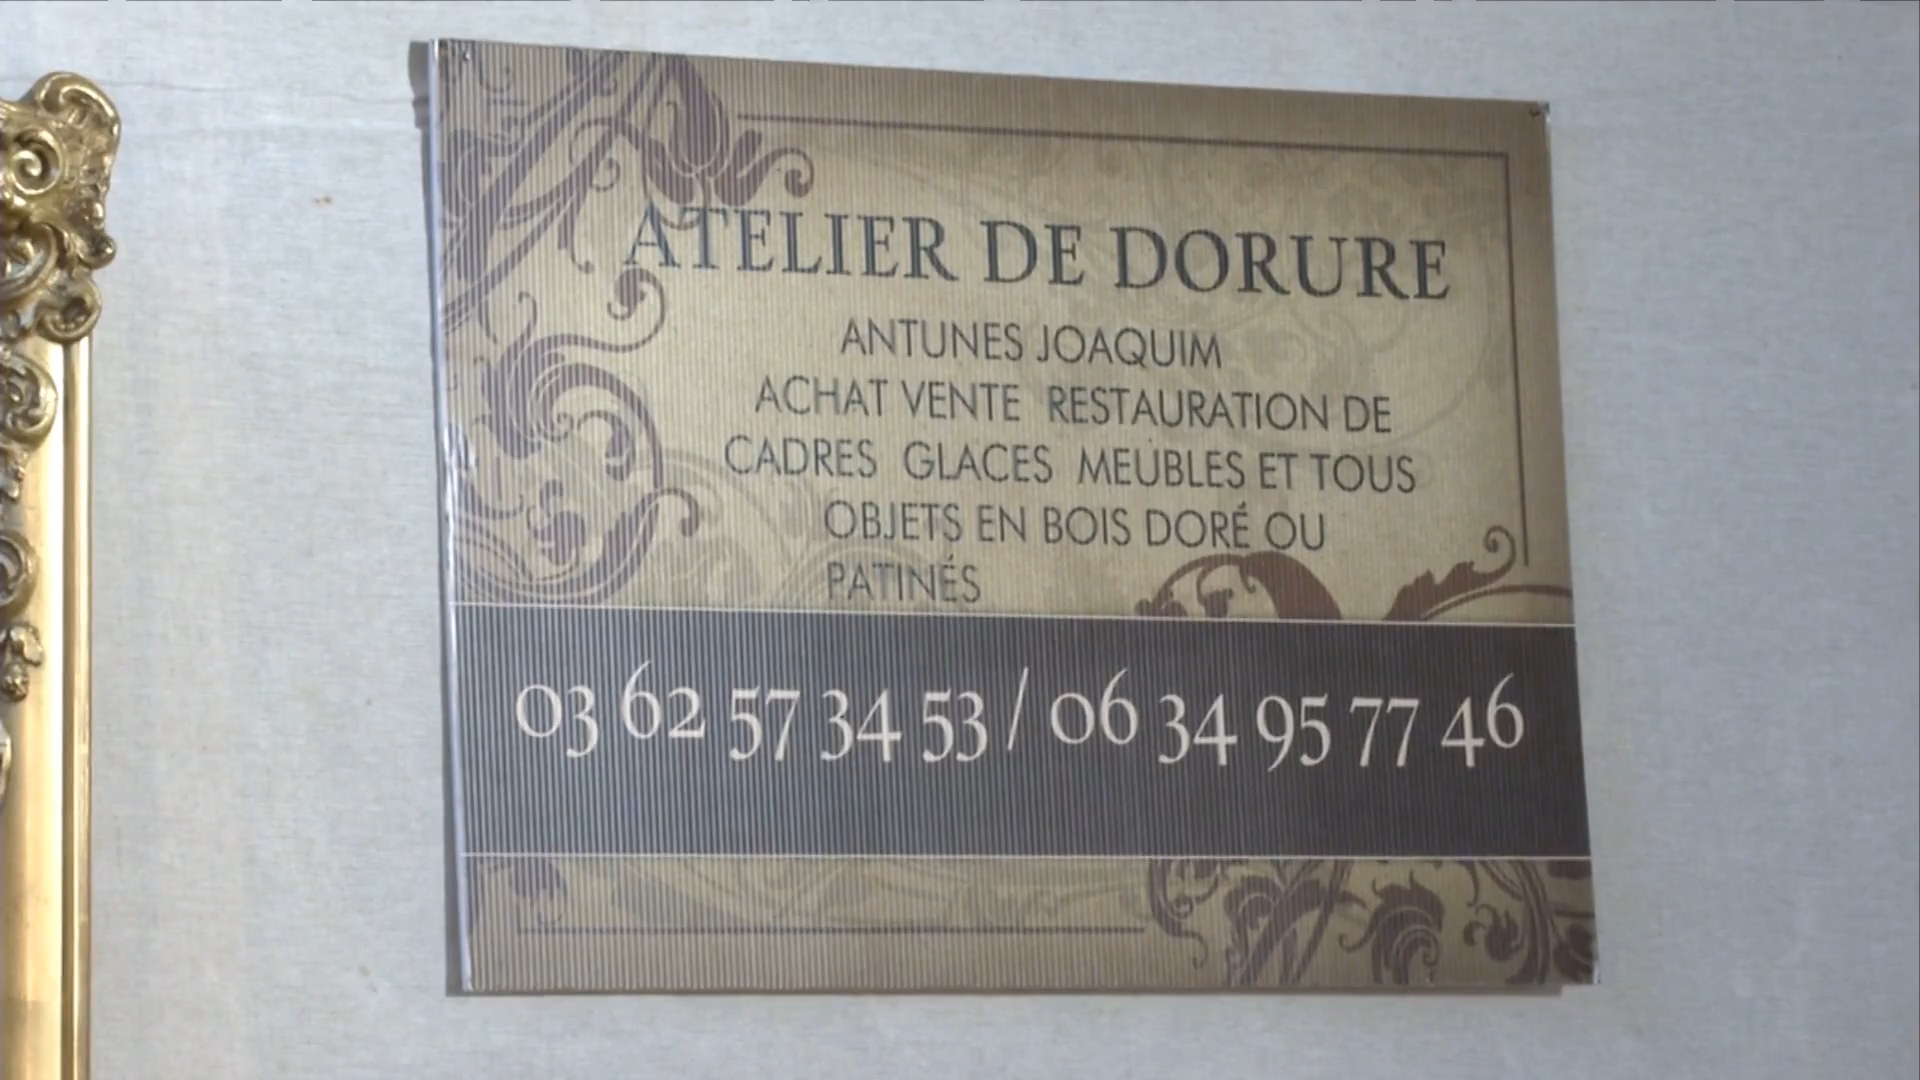 ATELIER DE DORURE
ANTUNES JOAQUIM
ACHAT VENTE RESTAURATION DE
CADRES GLACES MEUBLES ET TOUS
OBJETS EN BOIS DORÉ OU
PATINÉS
03 62 57 34 53 / 06 34 95 77 46